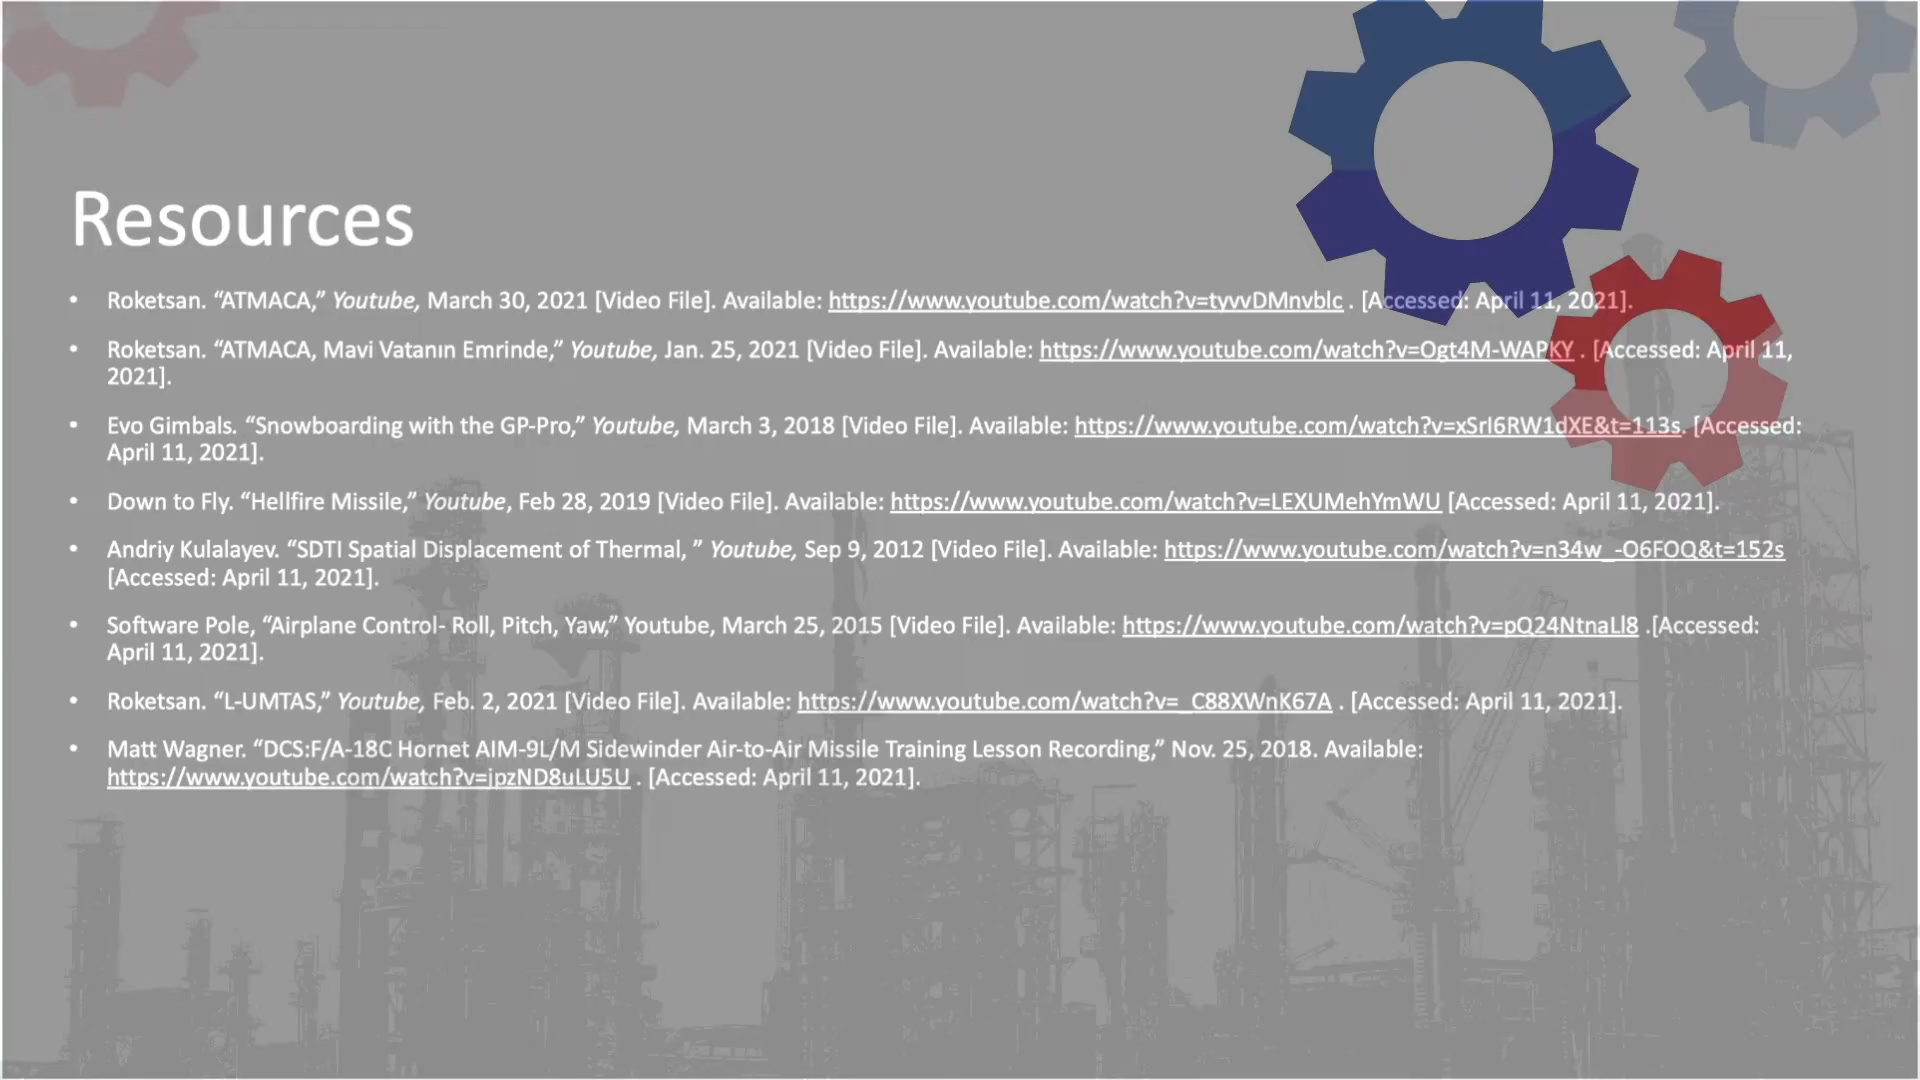 Resources
• Roketsan. “ATMACA,” Youtube, March 30, 2021 [Video File]. Available: https://www.youtube.com/watch?v=tyvvDMnvblc . [Accessed: April 11, 2021].
• Roketsan. “ATMACA, Mavi Vatanın Emrinde,” Youtube, Jan. 25, 2021 [Video File]. Available: https://www.youtube.com/watch?v=Ogt4M-WAPKY . [Accessed: April 11,
2021].
• Evo Gimbals. “Snowboarding with the GP-Pro,” Youtube, March 3, 2018 [Video File]. Available: https://www.youtube.com/watch?v=xSrI6RW1dXE&t=113s. [Accessed:
April 11, 2021].
• Down to Fly. “Hellfire Missile,” Youtube, Feb 28, 2019 [Video File]. Available: https://www.youtube.com/watch?v=LEXUMehYmWU [Accessed: April 11, 2021].
• Andriy Kulalayev. “SDTI Spatial Displacement of Thermal, ” Youtube, Sep 9, 2012 [Video File]. Available: https://www.youtube.com/watch?v=n34w_-O6FOQ&t=152s
[Accessed: April 11, 2021].
• Software Pole, “Airplane Control- Roll, Pitch, Yaw,” Youtube, March 25, 2015 [Video File]. Available: https://www.youtube.com/watch?v=pQ24NtnaLl8 .[Accessed:
April 11, 2021].
• Roketsan. “L-UMTAS,” Youtube, Feb. 2, 2021 [Video File]. Available: https://www.youtube.com/watch?v=_C88XWnK67A . [Accessed: April 11, 2021].
• Matt Wagner. “DCS:F/A-18C Hornet AIM-9L/M Sidewinder Air-to-Air Missile Training Lesson Recording,” Nov. 25, 2018. Available:
https://www.youtube.com/watch?v=jpzND8uLU5U . [Accessed: April 11, 2021].